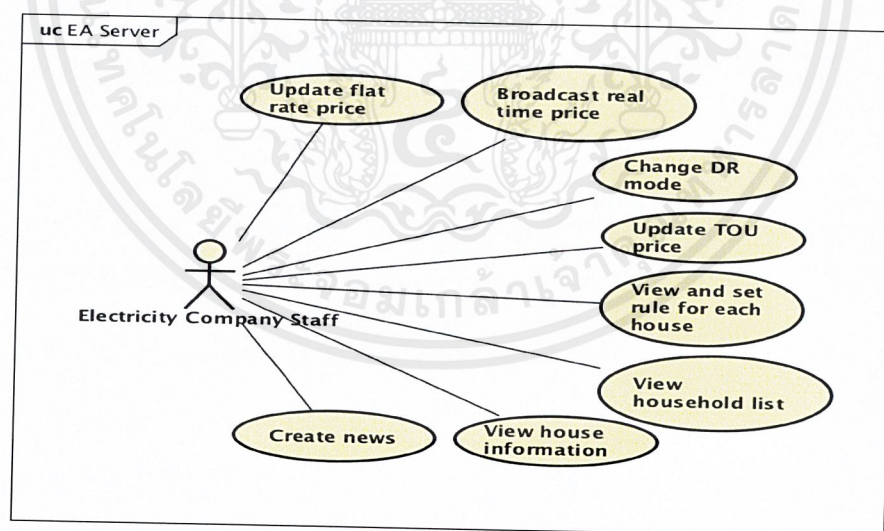 uc EA Server
Update flat
rate price
Broadcast real
time price
Change DR
mode
Update TOU
price
View and set
rule for each
house
View
household list
View house
information
Create news
Electricity Company Staff